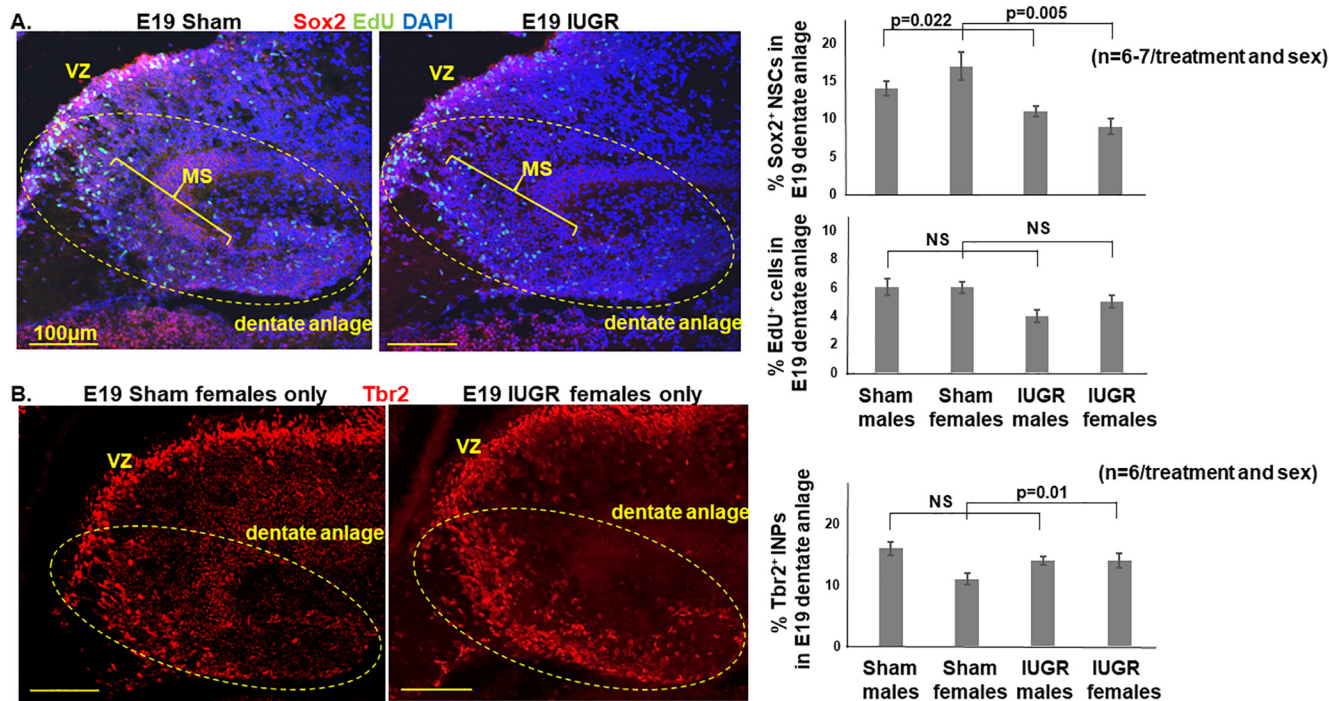 A. E19 Sham Sox2 EdU DAPI E19 IUGR
VZ
MS
dentate anlage
100µm
VZ
MS
dentate anlage
% Sox2⁺ NSCs in
E19 dentate anlage
20
15
10
5
0
p=0.022
p=0.005
(n=6-7/treatment and sex)
% EdU⁺ cells in
E19 dentate anlage
10
8
6
4
2
0
NS
NS
Sham
males
Sham
females
IUGR
males
IUGR
females
B. E19 Sham females only Tbr2 E19 IUGR females only
VZ
dentate anlage
VZ
dentate anlage
(n=6/treatment and sex)
% Tbr2⁺ INPs
in E19 dentate anlage
20
10
0
NS
p=0.01
Sham
males
Sham
females
IUGR
males
IUGR
females